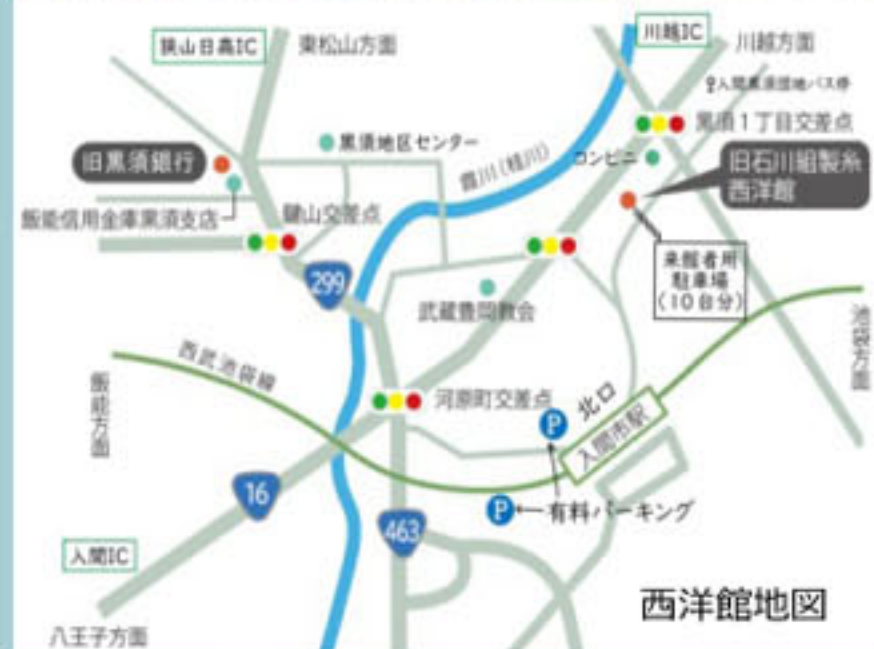 狭山日高IC
東松山方面
川越IC
川越方面
入間黒須団地バス停
黒須1丁目交差点
黒須地区センター
旧黒須銀行
霞川(桂川)
コンビニ
旧石川組製糸
西洋館
飯能信用金庫黒須支店
鍵山交差点
299
来館者用
駐車場
(10台分)
武蔵豊岡教会
西武池袋線
飯能方面
池袋方面
河原町交差点
P
北口
入間市駅
16
P
有料パーキング
463
入間IC
西洋館地図
八王子方面